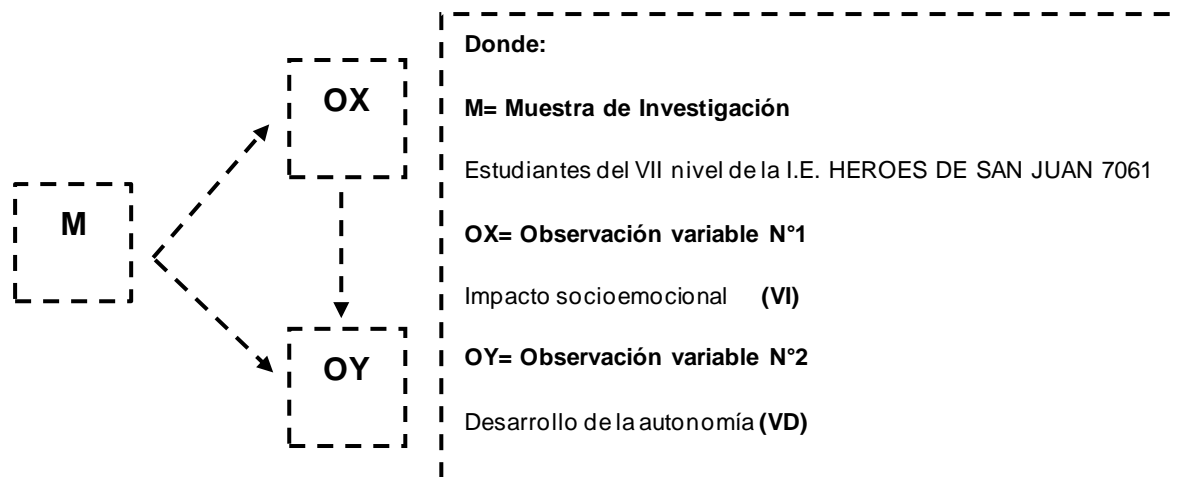 M
OX
OY
Donde:
M= Muestra de Investigación
Estudiantes del VII nivel de la I.E. HEROES DE SAN JUAN 7061
OX= Observación variable N°1
Impacto socioemocional (VI)
OY= Observación variable N°2
Desarrollo de la autonomía (VD)